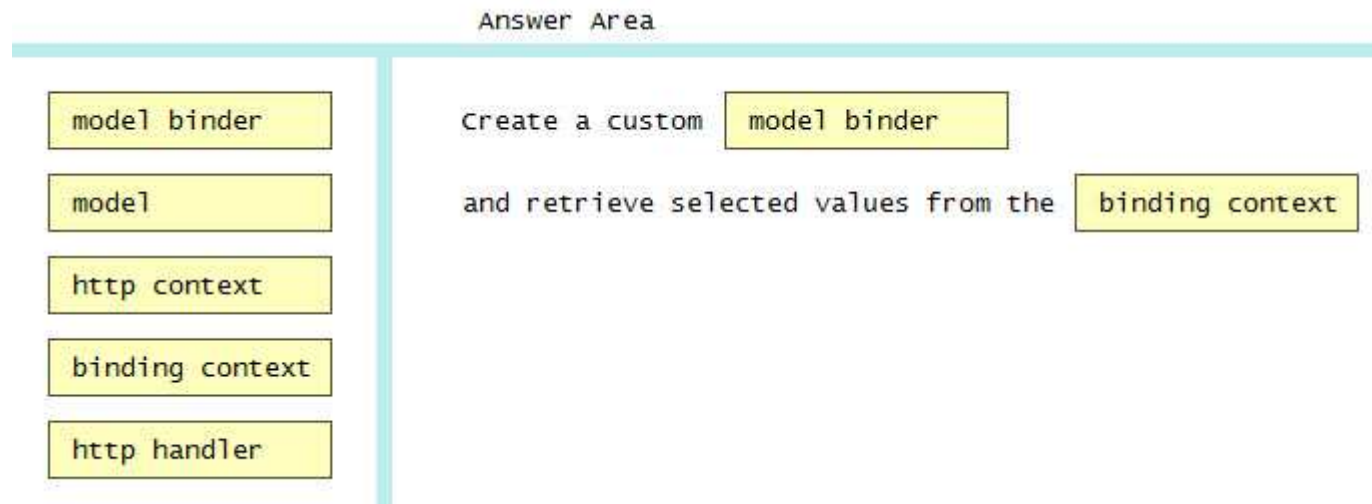 Answer Area
model binder
model
http context
binding context
http handler
Create a custom model binder
and retrieve selected values from the binding context